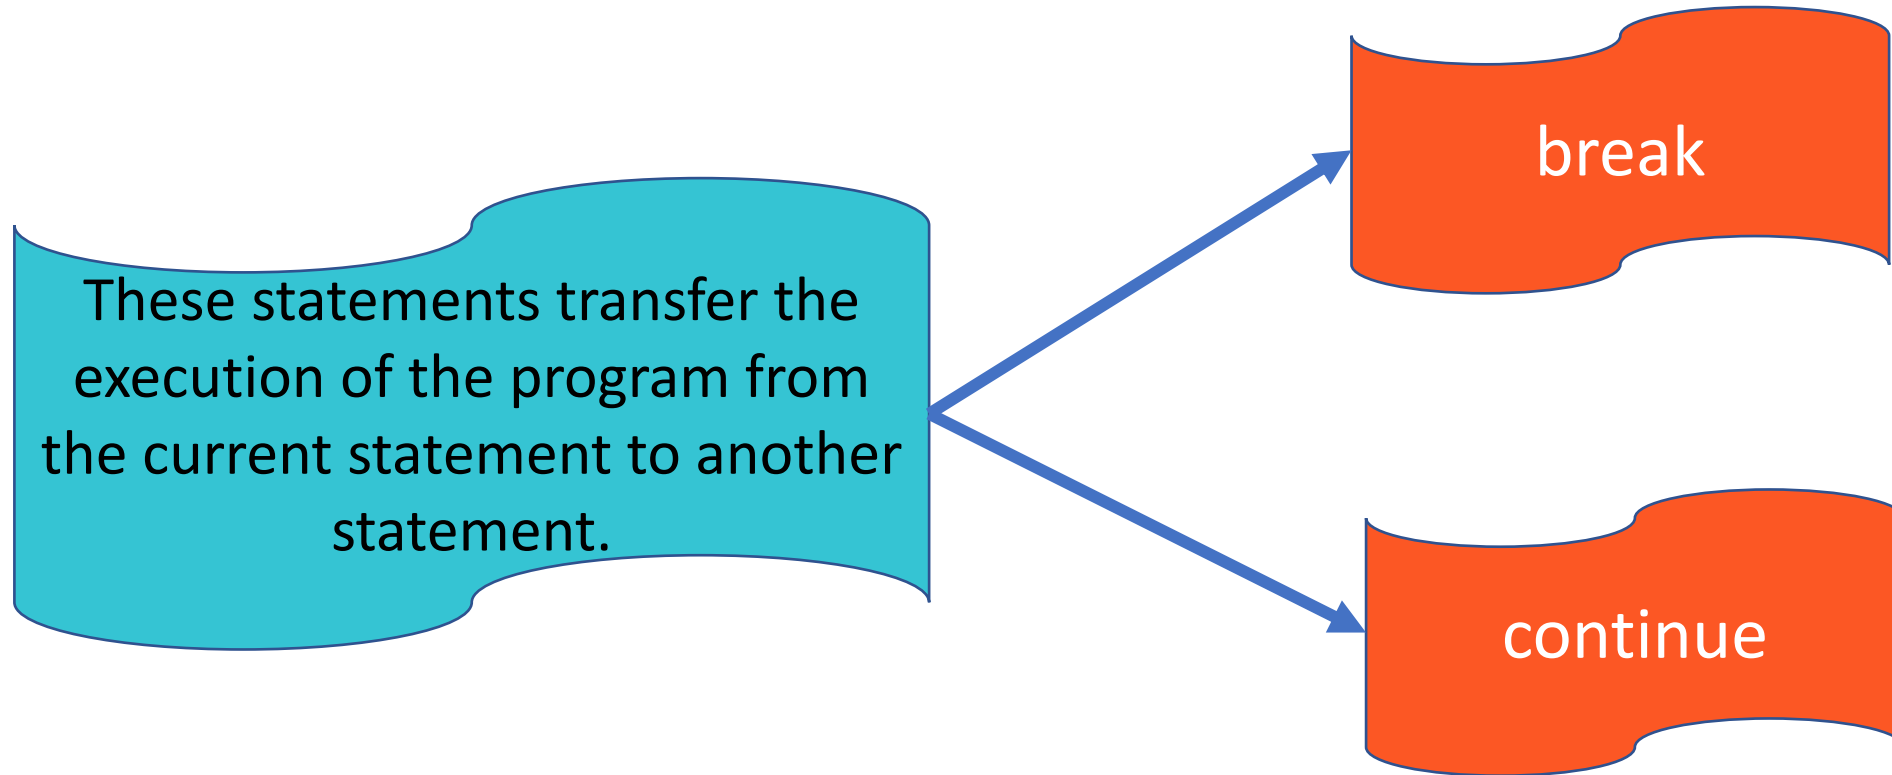 These statements transfer the
execution of the program from
the current statement to another
statement.
break
continue